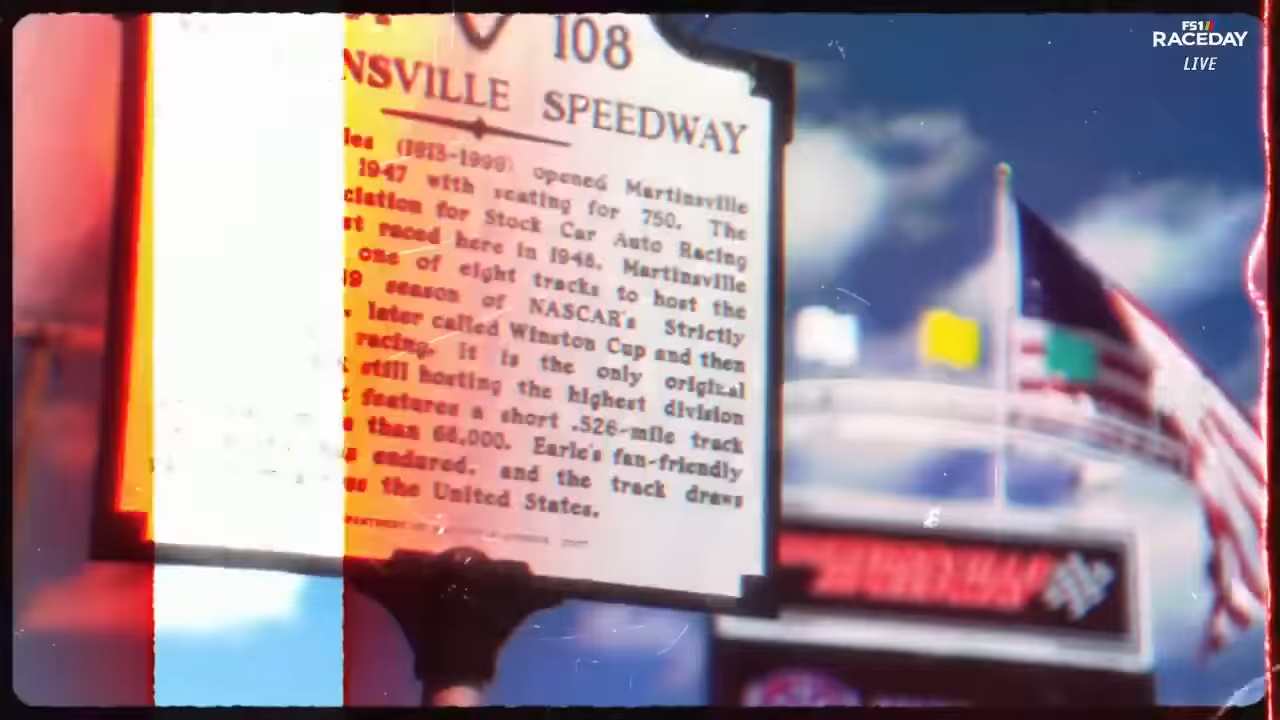 FS1
RACEDAY
LIVE
108
NSVILLE SPEEDWAY
les (1913-1999) opened Martinsville
1947 with seating for 750. The
ciation for Stock Car Auto Racing
st raced here in 1948. Martinsville
one of eight tracks to host the
49 season of NASCAR's Strictly
later called Winston Cup and then
racing. It is the only original
still hosting the highest division
features a short .526-mile track
than 66,000. Earle's fan-friendly
endured, and the track draws
the United States.